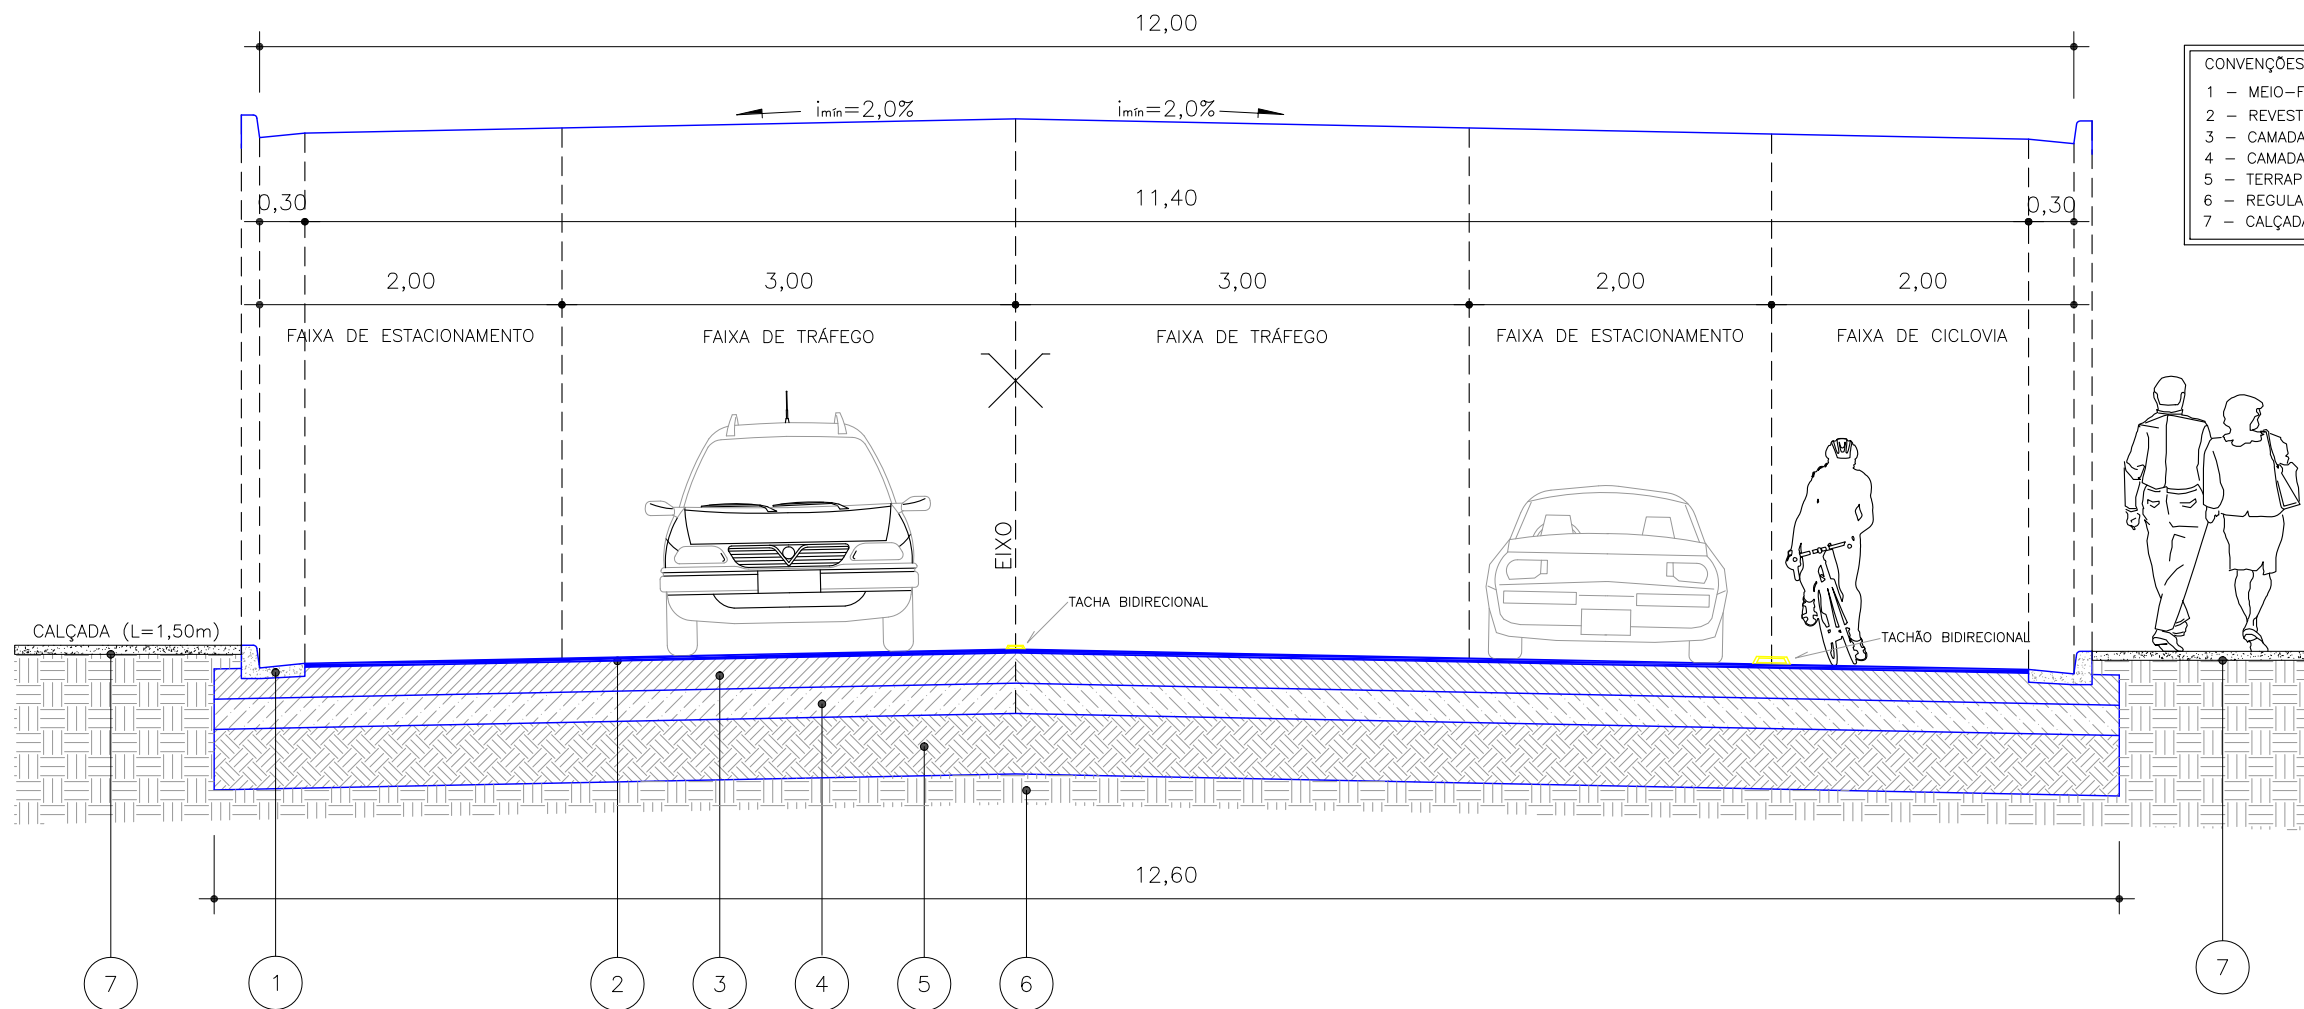 12,00
CONVENÇÕES
1 – MEIO-F
2 – REVEST
3 – CAMADA
4 – CAMADA
5 – TERRAP
6 – REGULA
7 – CALÇADA
imín=2,0% imín=2,0%
0,30 11,40 0,30
2,00 3,00 3,00 2,00 2,00
FAIXA DE ESTACIONAMENTO FAIXA DE TRÁFEGO FAIXA DE TRÁFEGO FAIXA DE ESTACIONAMENTO FAIXA DE CICLOVIA
EIXO
TACHA BIDIRECIONAL
CALÇADA (L=1,50m)
TACHÃO BIDIRECIONAL
12,60
7 1 2 3 4 5 6 7